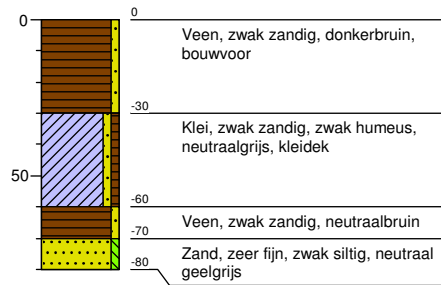 0
0
Veen, zwak zandig, donkerbruin,
bouwvoor
-30
Klei, zwak zandig, zwak humeus,
neutraalgrijs, kleidek
50
-60
Veen, zwak zandig, neutraalbruin
-70
Zand, zeer fijn, zwak siltig, neutraal
geelgrijs
-80